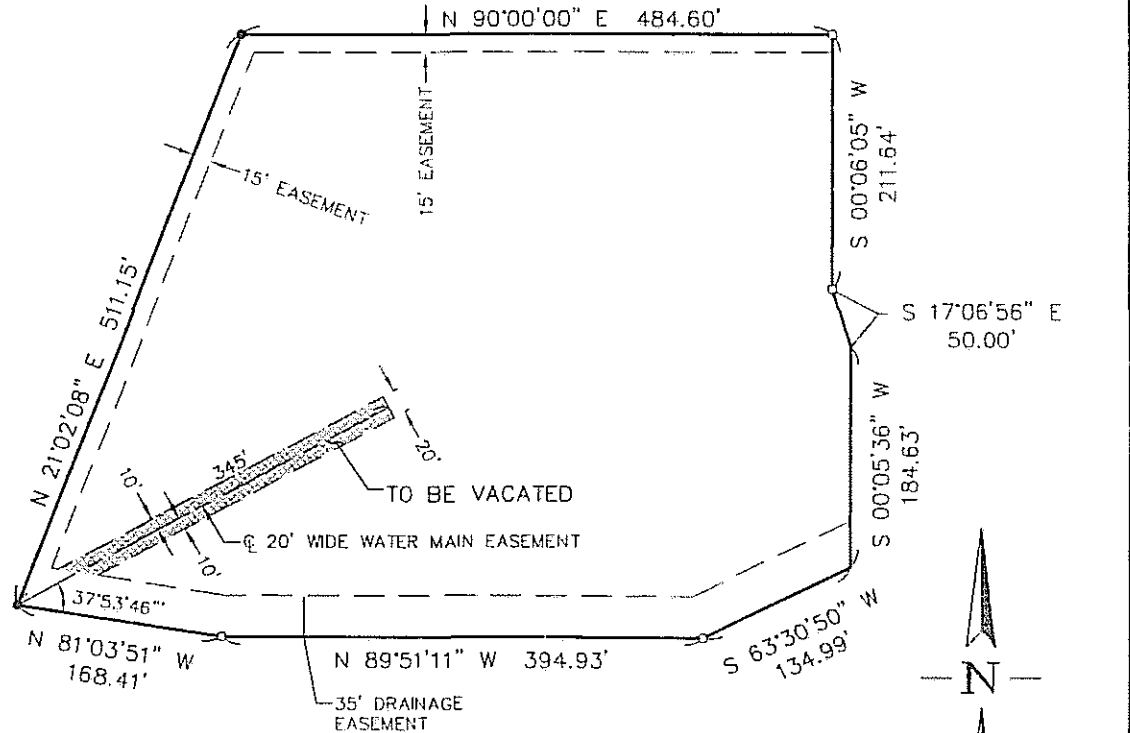 N 90°00'00" E 484.60'
15' EASEMENT
15' EASEMENT
S 00°06'05" W
211.64'
S 17°06'56" E
50.00'
N 21°02'08" E 511.15'
345'
20'
10'
10'
TO BE VACATED
℄ 20' WIDE WATER MAIN EASEMENT
S 00°05'36" W
184.63'
37°53'46"'
N 81°03'51" W
168.41'
N 89°51'11" W 394.93'
S 63°30'50" W
134.99'
35' DRAINAGE
EASEMENT
N